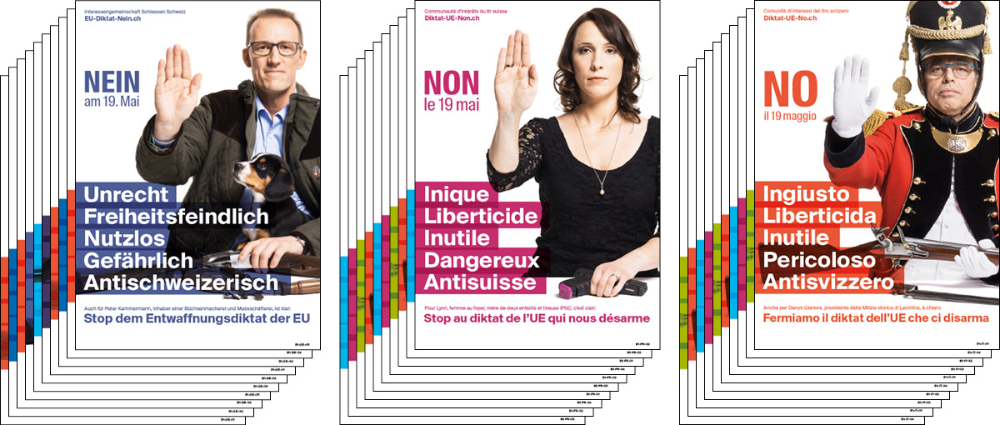 Interessengemeinschaft Schiessen Schweiz
EU-Diktat-Nein.ch
NEIN
am 19. Mai
Unrecht
Freiheitsfeindlich
Nutzlos
Gefährlich
Antischweizerisch
Auch für Peter Kammermann, Inhaber einer Büchsenmacherei und Massschäfterei, ist klar:
Stop dem Entwaffnungsdiktat der EU
Communauté d'intérêts du tir suisse
Diktat-UE-Non.ch
NON
le 19 mai
Inique
Liberticide
Inutile
Dangereux
Antisuisse
Pour Lynn, femme au foyer, mère de deux enfants et tireuse IPSC, c'est clair:
Stop au diktat de l'UE qui nous désarme
Comunità di interessi del tiro svizzero
Diktat-UE-No.ch
NO
il 19 maggio
Ingiusto
Liberticida
Inutile
Pericoloso
Antisvizzero
Anche per Denys Gianora, presidente della Milizia storica di Leontica, è chiaro:
Fermiamo il diktat dell'UE che ci disarma